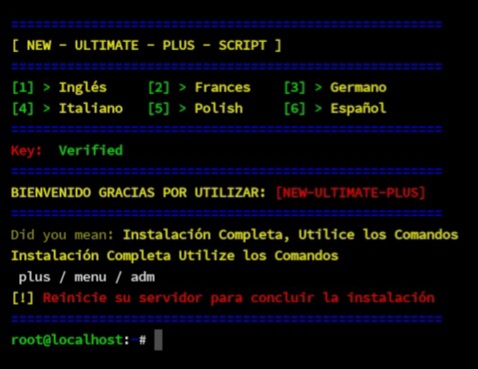 [ NEW - ULTIMATE - PLUS - SCRIPT ]
[1] > Inglés [2] > Frances [3] > Germano
[4] > Italiano [5] > Polish [6] > Español
Key: Verified
BIENVENIDO GRACIAS POR UTILIZAR: [NEW-ULTIMATE-PLUS]
Did you mean: Instalación Completa, Utilice los Comandos
Instalación Completa Utilize los Comandos
plus / menu / adm
[!] Reinicie su servidor para concluir la instalación
root@localhost:~#